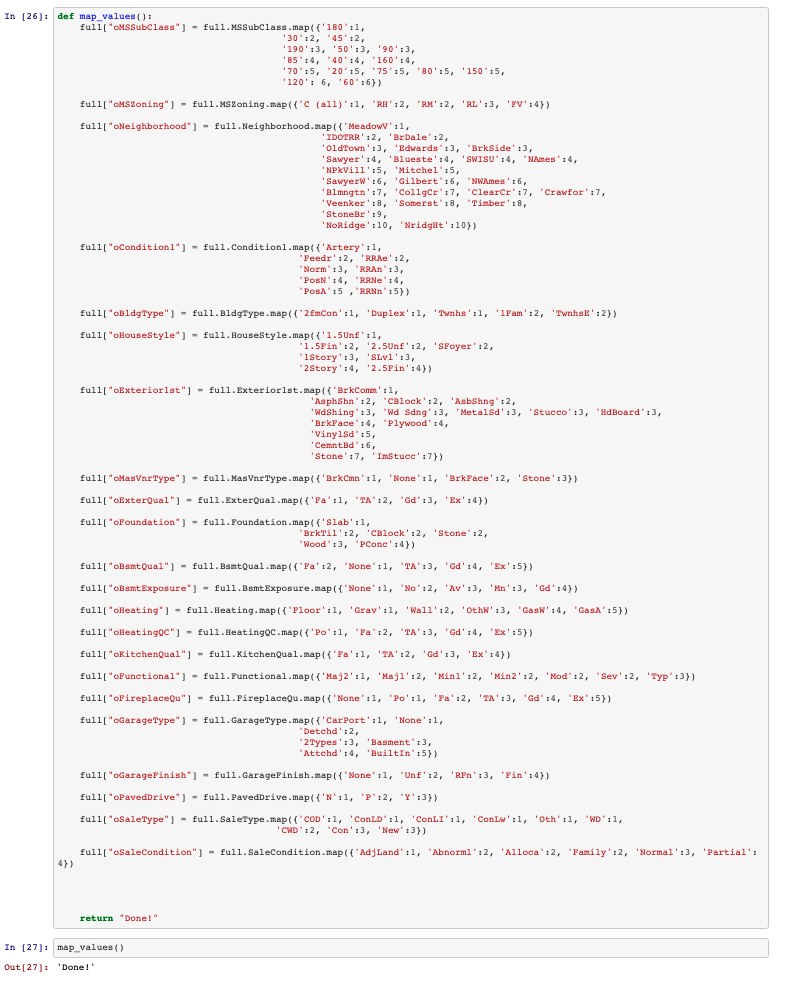 In [26]: def map_values():
full["oMSSubClass"] = full.MSSubClass.map({'180':1,
'30':2, '45':2,
'190':3, '50':3, '90':3,
'85':4, '40':4, '160':4,
'70':5, '20':5, '75':5, '80':5, '150':5,
'120': 6, '60':6})
full["oMSZoning"] = full.MSZoning.map({'C (all)':1, 'RH':2, 'RM':2, 'RL':3, 'FV':4})
full["oNeighborhood"] = full.Neighborhood.map({'MeadowV':1,
'IDOTRR':2, 'BrDale':2,
'OldTown':3, 'Edwards':3, 'BrkSide':3,
'Sawyer':4, 'Blueste':4, 'SWISU':4, 'NAmes':4,
'NPkVill':5, 'Mitchel':5,
'SawyerW':6, 'Gilbert':6, 'NWAmes':6,
'Blmngtn':7, 'CollgCr':7, 'ClearCr':7, 'Crawfor':7,
'Veenker':8, 'Somerst':8, 'Timber':8,
'StoneBr':9,
'NoRidge':10, 'NridgHt':10})
full["oCondition1"] = full.Condition1.map({'Artery':1,
'Feedr':2, 'RRAe':2,
'Norm':3, 'RRAn':3,
'PosN':4, 'RRNe':4,
'PosA':5 ,'RRNn':5})
full["oBldgType"] = full.BldgType.map({'2fmCon':1, 'Duplex':1, 'Twnhs':1, '1Fam':2, 'TwnhsE':2})
full["oHouseStyle"] = full.HouseStyle.map({'1.5Unf':1,
'1.5Fin':2, '2.5Unf':2, 'SFoyer':2,
'1Story':3, 'SLvl':3,
'2Story':4, '2.5Fin':4})
full["oExterior1st"] = full.Exterior1st.map({'BrkComm':1,
'AsphShn':2, 'CBlock':2, 'AsbShng':2,
'WdShing':3, 'Wd Sdng':3, 'MetalSd':3, 'Stucco':3, 'HdBoard':3,
'BrkFace':4, 'Plywood':4,
'VinylSd':5,
'CemntBd':6,
'Stone':7, 'ImStucc':7})
full["oMasVnrType"] = full.MasVnrType.map({'BrkCmn':1, 'None':1, 'BrkFace':2, 'Stone':3})
full["oExterQual"] = full.ExterQual.map({'Fa':1, 'TA':2, 'Gd':3, 'Ex':4})
full["oFoundation"] = full.Foundation.map({'Slab':1,
'BrkTil':2, 'CBlock':2, 'Stone':2,
'Wood':3, 'PConc':4})
full["oBsmtQual"] = full.BsmtQual.map({'Fa':2, 'None':1, 'TA':3, 'Gd':4, 'Ex':5})
full["oBsmtExposure"] = full.BsmtExposure.map({'None':1, 'No':2, 'Av':3, 'Mn':3, 'Gd':4})
full["oHeating"] = full.Heating.map({'Floor':1, 'Grav':1, 'Wall':2, 'OthW':3, 'GasW':4, 'GasA':5})
full["oHeatingQC"] = full.HeatingQC.map({'Po':1, 'Fa':2, 'TA':3, 'Gd':4, 'Ex':5})
full["oKitchenQual"] = full.KitchenQual.map({'Fa':1, 'TA':2, 'Gd':3, 'Ex':4})
full["oFunctional"] = full.Functional.map({'Maj2':1, 'Maj1':2, 'Min1':2, 'Min2':2, 'Mod':2, 'Sev':2, 'Typ':3})
full["oFireplaceQu"] = full.FireplaceQu.map({'None':1, 'Po':1, 'Fa':2, 'TA':3, 'Gd':4, 'Ex':5})
full["oGarageType"] = full.GarageType.map({'CarPort':1, 'None':1,
'Detchd':2,
'2Types':3, 'Basment':3,
'Attchd':4, 'BuiltIn':5})
full["oGarageFinish"] = full.GarageFinish.map({'None':1, 'Unf':2, 'RFn':3, 'Fin':4})
full["oPavedDrive"] = full.PavedDrive.map({'N':1, 'P':2, 'Y':3})
full["oSaleType"] = full.SaleType.map({'COD':1, 'ConLD':1, 'ConLI':1, 'ConLw':1, 'Oth':1, 'WD':1,
'CWD':2, 'Con':3, 'New':3})
full["oSaleCondition"] = full.SaleCondition.map({'AdjLand':1, 'Abnorml':2, 'Alloca':2, 'Family':2, 'Normal':3, 'Partial':
4})
return "Done!"
In [27]: map_values()
Out[27]: 'Done!'